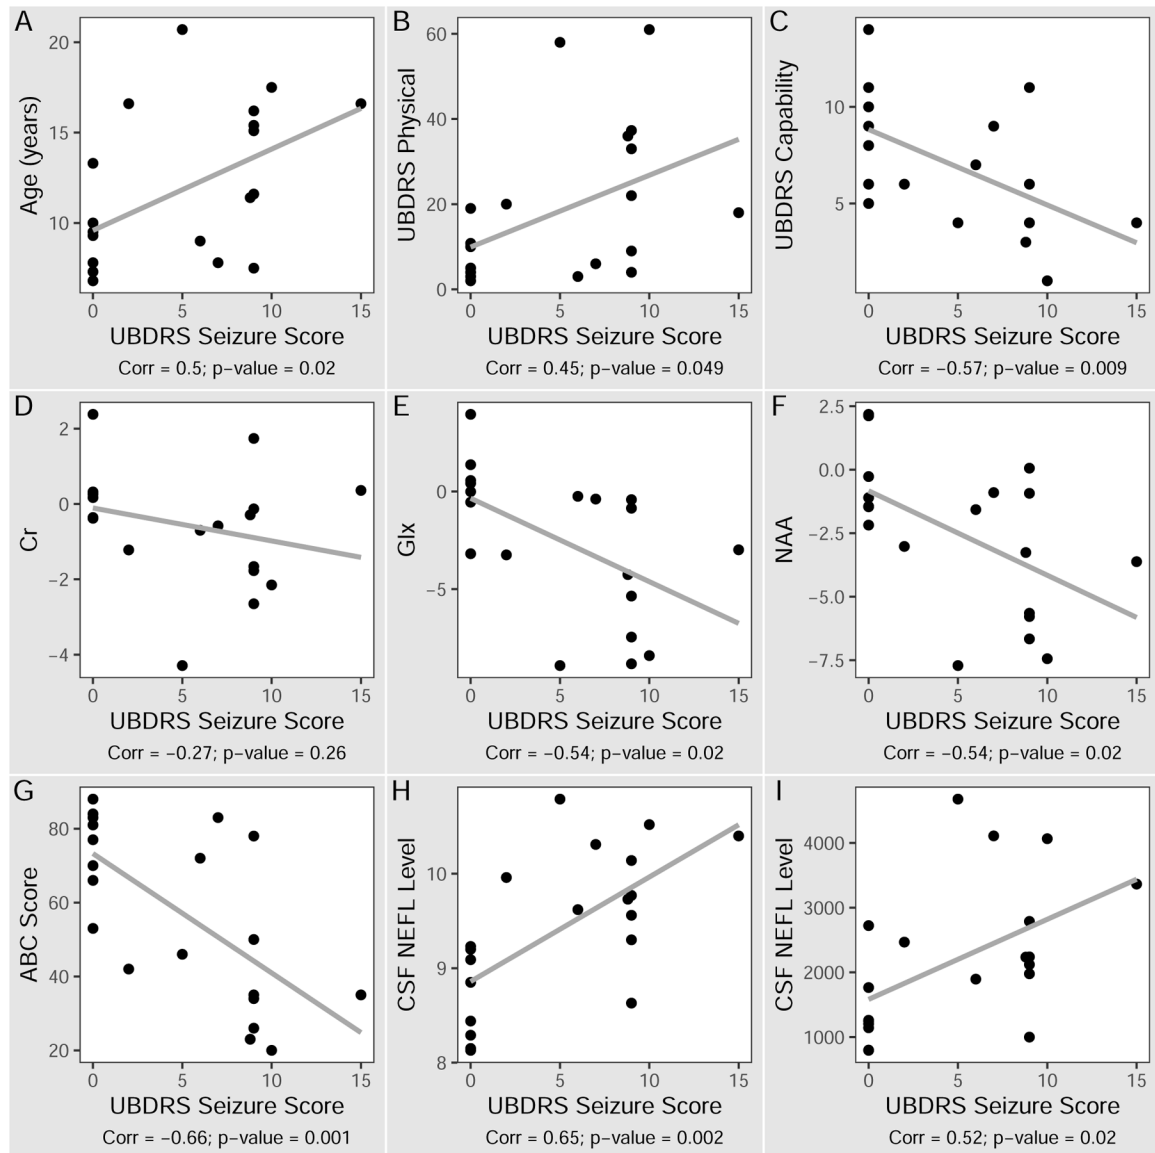 A
Age (years)
20
15
10
0 5 10 15
UBDRS Seizure Score
Corr = 0.5; p−value = 0.02
B
UBDRS Physical
60
40
20
0
0 5 10 15
UBDRS Seizure Score
Corr = 0.45; p−value = 0.049
C
UBDRS Capability
10
5
0 5 10 15
UBDRS Seizure Score
Corr = −0.57; p−value = 0.009
D
Cr
2
0
−2
−4
0 5 10 15
UBDRS Seizure Score
Corr = −0.27; p−value = 0.26
E
Glx
0
−5
0 5 10 15
UBDRS Seizure Score
Corr = −0.54; p−value = 0.02
F
NAA
2.5
0.0
−2.5
−5.0
−7.5
0 5 10 15
UBDRS Seizure Score
Corr = −0.54; p−value = 0.02
G
ABC Score
80
60
40
20
0 5 10 15
UBDRS Seizure Score
Corr = −0.66; p−value = 0.001
H
CSF NEFL Level
10
9
8
0 5 10 15
UBDRS Seizure Score
Corr = 0.65; p−value = 0.002
I
CSF NEFL Level
4000
3000
2000
1000
0 5 10 15
UBDRS Seizure Score
Corr = 0.52; p−value = 0.02